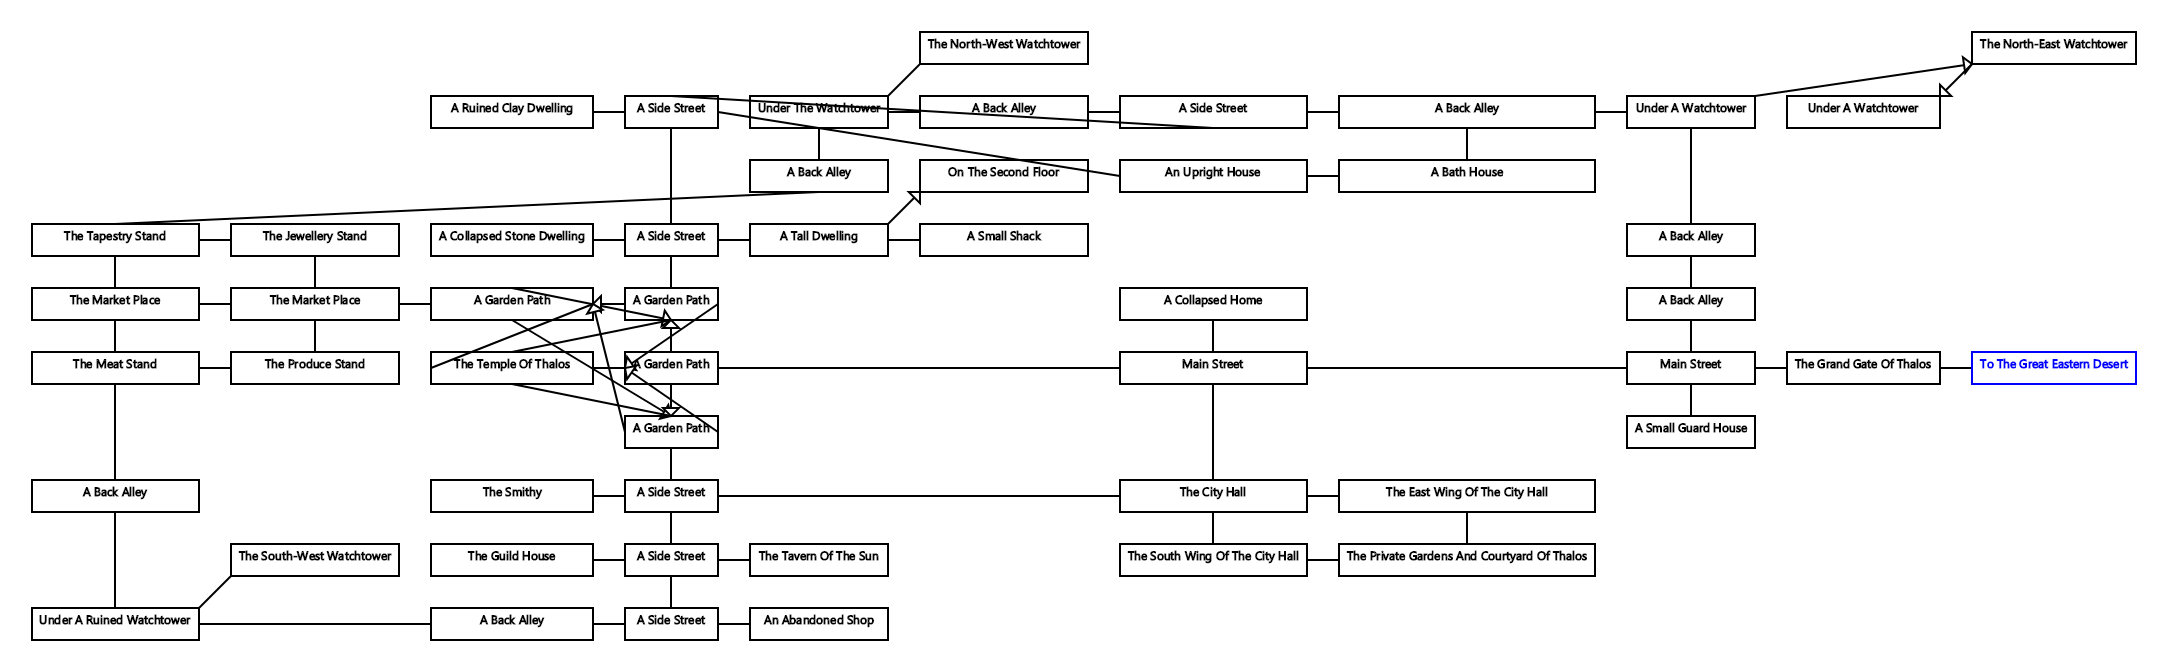 The North-West Watchtower
The North-East Watchtower
A Ruined Clay Dwelling
A Side Street
Under The Watchtower
A Back Alley
A Side Street
A Back Alley
Under A Watchtower
Under A Watchtower
A Back Alley
On The Second Floor
An Upright House
A Bath House
The Tapestry Stand
The Jewellery Stand
A Collapsed Stone Dwelling
A Side Street
A Tall Dwelling
A Small Shack
A Back Alley
The Market Place
The Market Place
A Garden Path
A Garden Path
A Collapsed Home
A Back Alley
The Meat Stand
The Produce Stand
The Temple Of Thalos
A Garden Path
Main Street
Main Street
The Grand Gate Of Thalos
To The Great Eastern Desert
A Garden Path
A Small Guard House
A Back Alley
The Smithy
A Side Street
The City Hall
The East Wing Of The City Hall
The South-West Watchtower
The Guild House
A Side Street
The Tavern Of The Sun
The South Wing Of The City Hall
The Private Gardens And Courtyard Of Thalos
Under A Ruined Watchtower
A Back Alley
A Side Street
An Abandoned Shop